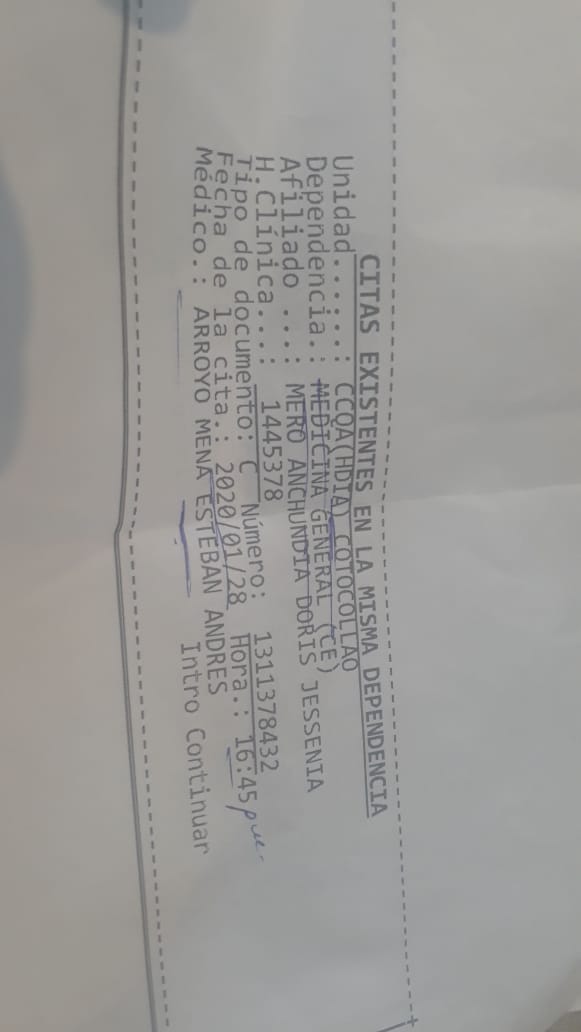 CITAS EXISTENTES EN LA MISMA DEPENDENCIA
Unidad......: CCQA(HDIA) COTOCOLLAO
Dependencia.: MEDICINA GENERAL (CE)
Afiliado ....: MERO ANCHUNDIA DORIS JESSENIA
H.Clínica....: 1445378
Tipo de documento: C Número: 1311378432
Fecha de la cita.: 2020/01/28 Hora.: 16:45
Médico.: ARROYO MENA ESTEBAN ANDRES
Intro Continuar